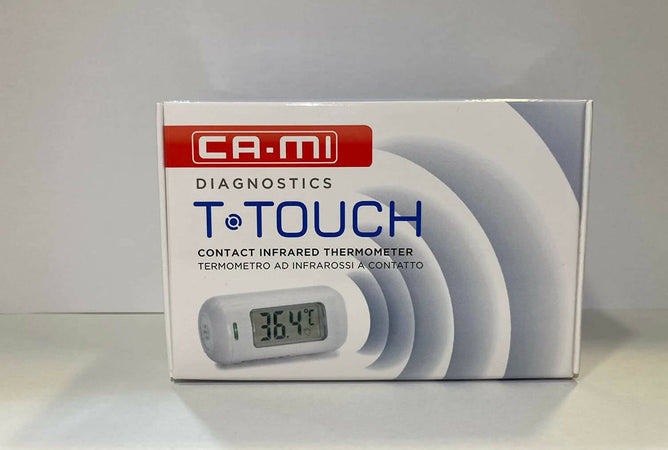 CA-MI
DIAGNOSTICS
T•TOUCH
CONTACT INFRARED THERMOMETER
TERMOMETRO AD INFRAROSSI A CONTATTO
36.4°C